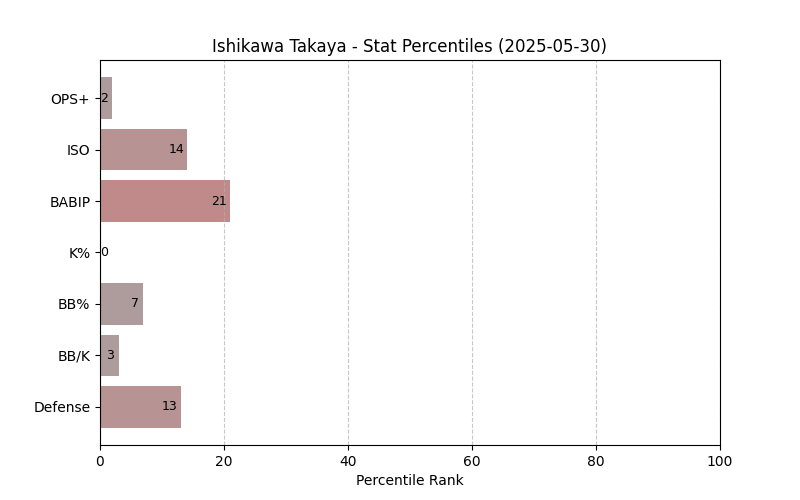 Ishikawa Takaya - Stat Percentiles (2025-05-30)
OPS+ 2
ISO 14
BABIP 21
K% 0
BB% 7
BB/K 3
Defense 13
0 20 40 60 80 100
Percentile Rank